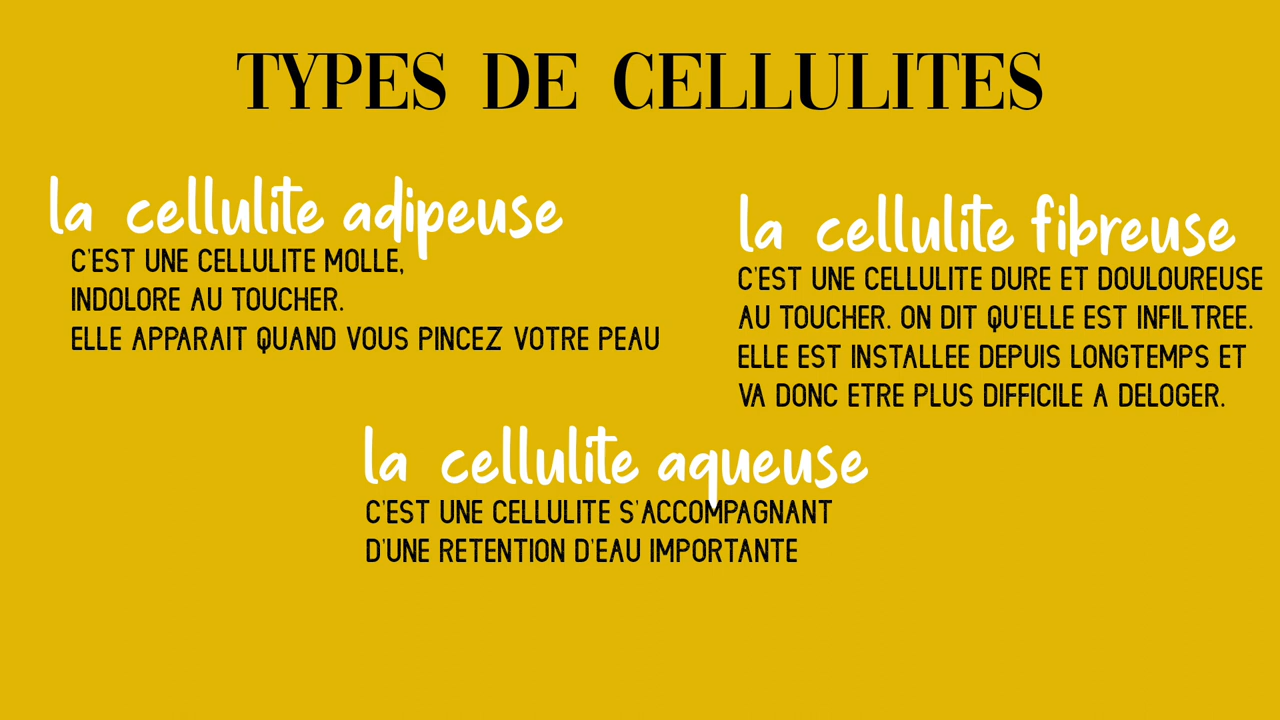 TYPES DE CELLULITES
la cellulite adipeuse
C'EST UNE CELLULITE MOLLE,
INDOLORE AU TOUCHER.
ELLE APPARAIT QUAND VOUS PINCEZ VOTRE PEAU
la cellulite fibreuse
C'EST UNE CELLULITE DURE ET DOULOUREUSE
AU TOUCHER. ON DIT QU'ELLE EST INFILTREE.
ELLE EST INSTALLEE DEPUIS LONGTEMPS ET
VA DONC ETRE PLUS DIFFICILE A DELOGER.
la cellulite aqueuse
C'EST UNE CELLULITE S'ACCOMPAGNANT
D'UNE RETENTION D'EAU IMPORTANTE